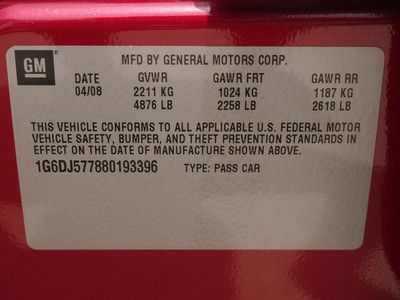 GM
MFD BY GENERAL MOTORS CORP.
DATE GVWR GAWR FRT GAWR RR
04/08 2211 KG 1024 KG 1187 KG
4876 LB 2258 LB 2618 LB
THIS VEHICLE CONFORMS TO ALL APPLICABLE U.S. FEDERAL MOTOR
VEHICLE SAFETY, BUMPER, AND THEFT PREVENTION STANDARDS IN
EFFECT ON THE DATE OF MANUFACTURE SHOWN ABOVE.
1G6DJ577880193396 TYPE: PASS CAR